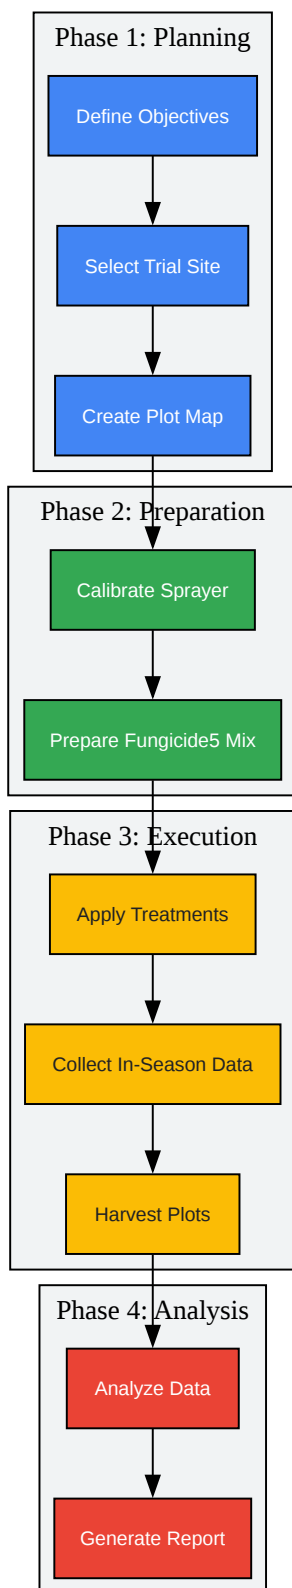 Phase 1: Planning
Define Objectives
Select Trial Site
Create Plot Map
Phase 2: Preparation
Calibrate Sprayer
Prepare Fungicide5 Mix
Phase 3: Execution
Apply Treatments
Collect In-Season Data
Harvest Plots
Phase 4: Analysis
Analyze Data
Generate Report